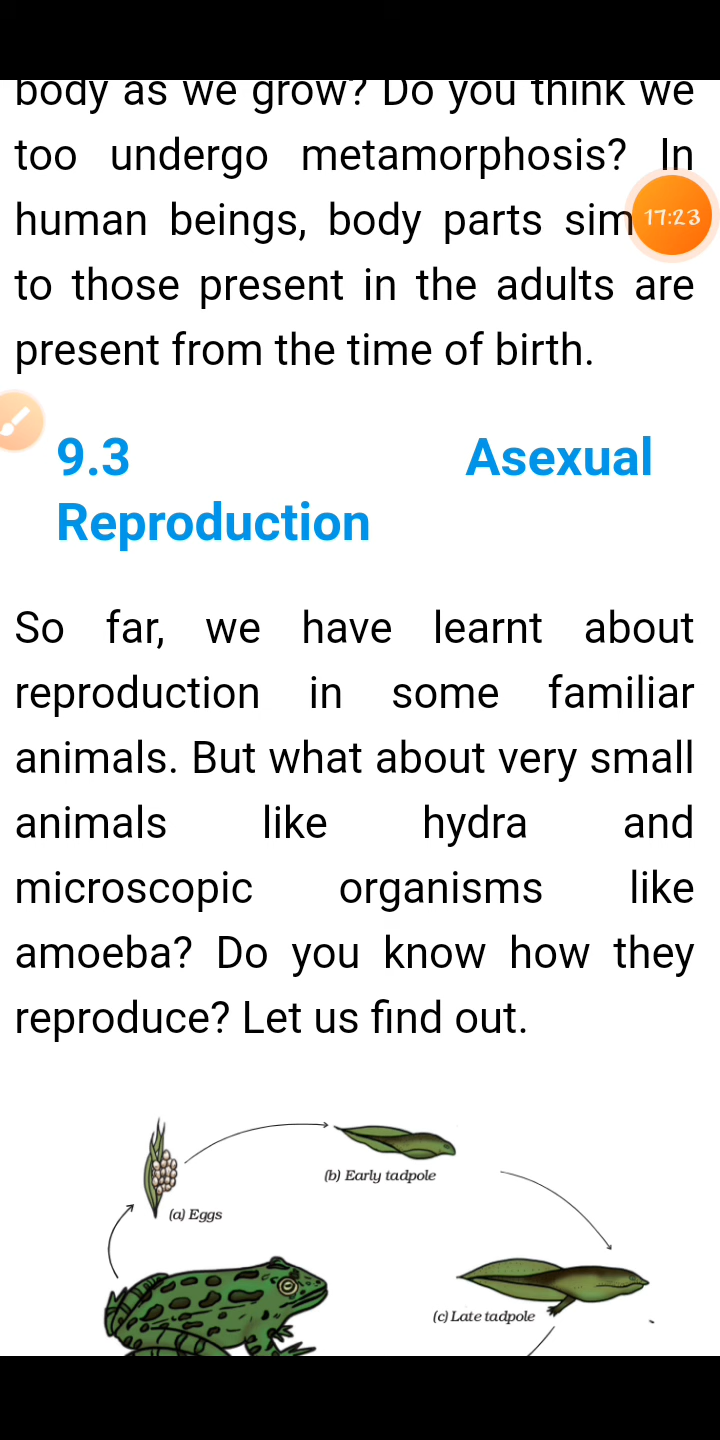 body as we grow? Do you think we
too undergo metamorphosis? In
human beings, body parts sim
17:23
to those present in the adults are
present from the time of birth.
9.3 Asexual
Reproduction
So far, we have learnt about
reproduction in some familiar
animals. But what about very small
animals like hydra and
microscopic organisms like
amoeba? Do you know how they
reproduce? Let us find out.
(b) Early tadpole
(a) Eggs
(c) Late tadpole